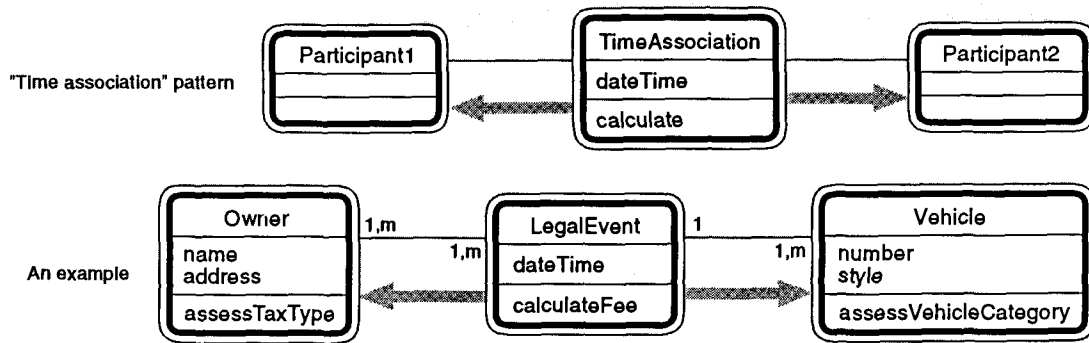 "Time association" pattern
Participant1
TimeAssociation
dateTime
calculate
Participant2
An example
Owner
name
address
assessTaxType
1,m
1,m
LegalEvent
dateTime
calculateFee
1
1,m
Vehicle
number
style
assessVehicleCategory